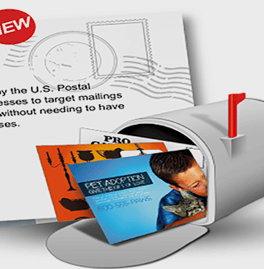 NEW
by the U.S. Postal
esses to target mailings
without needing to have
ses.
PRO
PET ADOPTION
GIVE THE GIFT OF LOVE